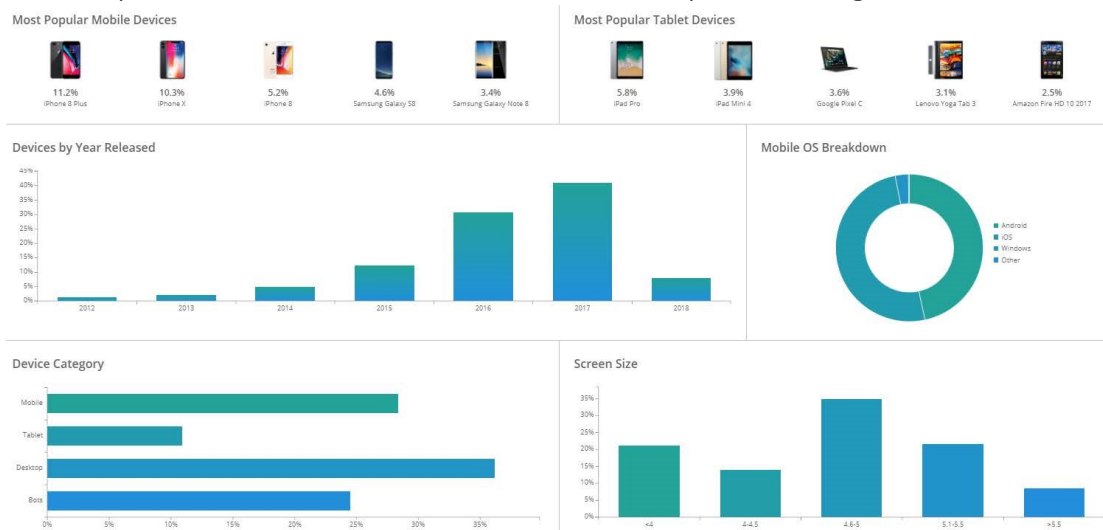 Most Popular Mobile Devices
11.2%
iPhone 8 Plus
10.3%
iPhone X
5.2%
iPhone 8
4.6%
Samsung Galaxy S8
3.4%
Samsung Galaxy Note 8
Most Popular Tablet Devices
5.8%
iPad Pro
3.9%
iPad Mini 4
3.6%
Google Pixel C
3.1%
Lenovo Yoga Tab 3
2.5%
Amazon Fire HD 10 2017
Devices by Year Released
45%
40%
35%
30%
25%
20%
15%
10%
5%
0%
2012 2013 2014 2015 2016 2017 2018
Mobile OS Breakdown
Android
iOS
Windows
Other
Device Category
Mobile
Tablet
Desktop
Bots
0% 5% 10% 15% 20% 25% 30% 35%
Screen Size
35%
30%
25%
20%
15%
10%
5%
0%
<4 4-4.5 4.6-5 5.1-5.5 >5.5